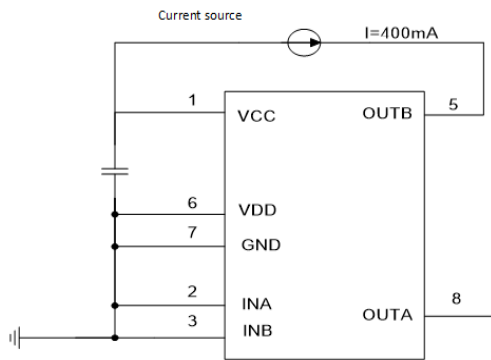 Current source
I=400mA
1 VCC OUTB 5
6 VDD
7 GND
2 INA
3 INB
OUTA 8